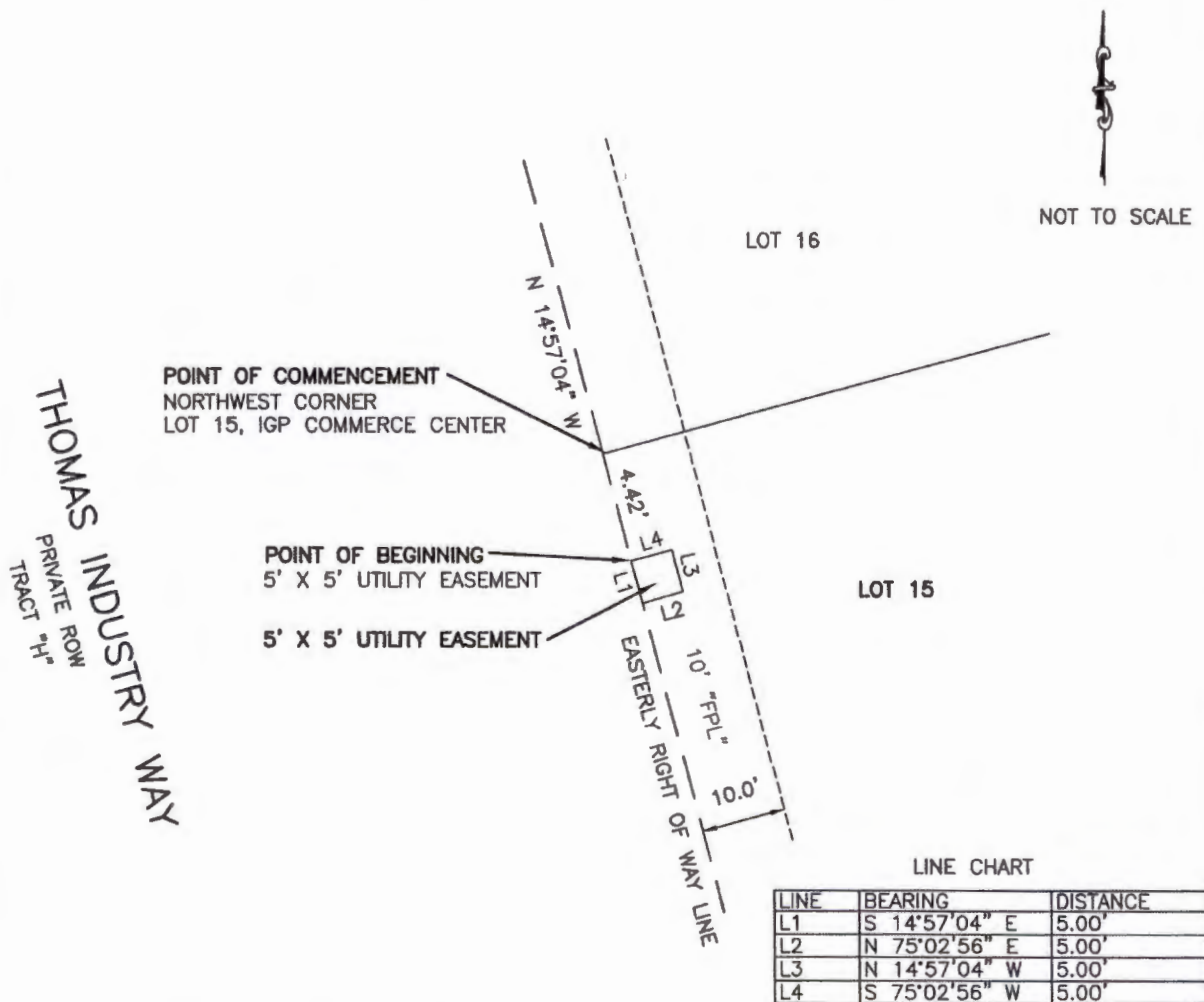 NOT TO SCALE
LOT 16
N 14°57'04" W
POINT OF COMMENCEMENT
NORTHWEST CORNER
LOT 15, IGP COMMERCE CENTER
4.42'
THOMAS INDUSTRY WAY
PRIVATE ROW
TRACT "H"
POINT OF BEGINNING
5' X 5' UTILITY EASEMENT
L4
L3
L1
L2
LOT 15
5' X 5' UTILITY EASEMENT
10' "FPL"
EASTERLY RIGHT OF WAY LINE
10.0'
LINE CHART
LINE BEARING DISTANCE
L1 S 14°57'04" E 5.00'
L2 N 75°02'56" E 5.00'
L3 N 14°57'04" W 5.00'
L4 S 75°02'56" W 5.00'